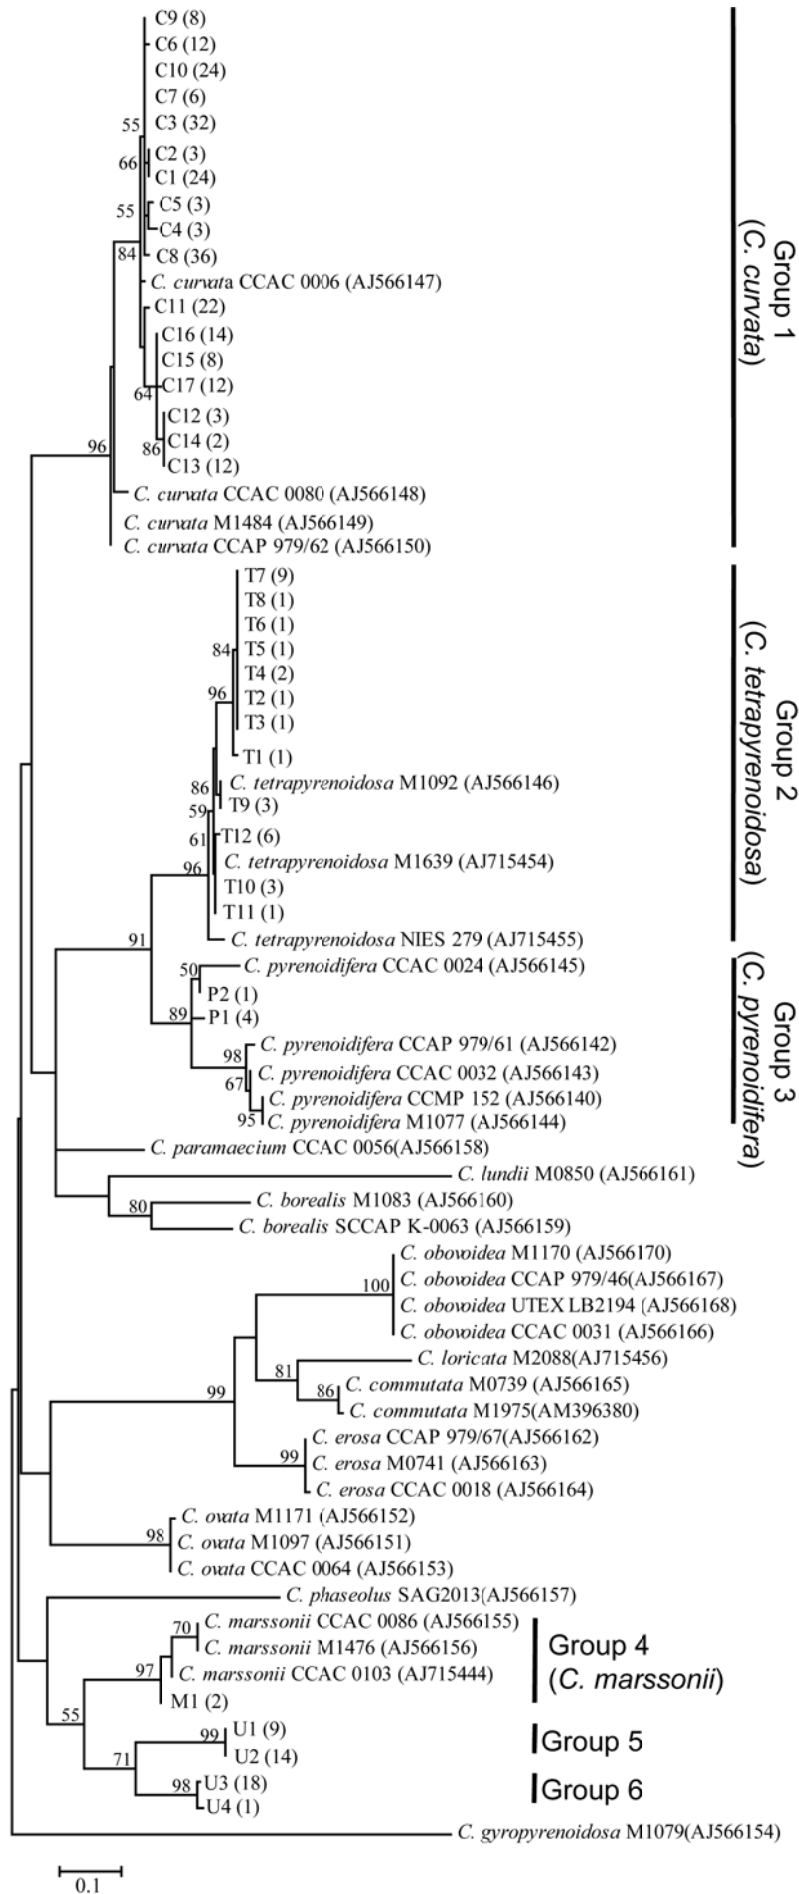 C9 (8)
C6 (12)
C10 (24)
C7 (6)
55
C3 (32)
C2 (3)
66
C1 (24)
C5 (3)
55
C4 (3)
84
C8 (36)
C. curvata CCAC 0006 (AJ566147)
C11 (22)
C16 (14)
C15 (8)
C17 (12)
64
C12 (3)
C14 (2)
86
C13 (12)
96
C. curvata CCAC 0080 (AJ566148)
C. curvata M1484 (AJ566149)
C. curvata CCAP 979/62 (AJ566150)
Group 1
(C. curvata)
T7 (9)
T8 (1)
T6 (1)
84
T5 (1)
T4 (2)
96
T2 (1)
T3 (1)
T1 (1)
86
C. tetrapyrenoidosa M1092 (AJ566146)
T9 (3)
59
61
T12 (6)
C. tetrapyrenoidosa M1639 (AJ715454)
96
T10 (3)
T11 (1)
C. tetrapyrenoidosa NIES 279 (AJ715455)
Group 2
(C. tetrapyrenoidosa)
91
50
C. pyrenoidifera CCAC 0024 (AJ566145)
P2 (1)
89
P1 (4)
98
C. pyrenoidifera CCAP 979/61 (AJ566142)
67
C. pyrenoidifera CCAC 0032 (AJ566143)
C. pyrenoidifera CCMP 152 (AJ566140)
95
C. pyrenoidifera M1077 (AJ566144)
Group 3
(C. pyrenoidifera)
C. paramaecium CCAC 0056(AJ566158)
C. lundii M0850 (AJ566161)
80
C. borealis M1083 (AJ566160)
C. borealis SCCAP K-0063 (AJ566159)
C. obovoidea M1170 (AJ566170)
100
C. obovoidea CCAP 979/46(AJ566167)
C. obovoidea UTEX LB2194 (AJ566168)
C. obovoidea CCAC 0031 (AJ566166)
C. loricata M2088(AJ715456)
81
86
C. commutata M0739 (AJ566165)
99
C. commutata M1975(AM396380)
C. erosa CCAP 979/67(AJ566162)
99
C. erosa M0741 (AJ566163)
C. erosa CCAC 0018 (AJ566164)
C. ovata M1171 (AJ566152)
98
C. ovata M1097 (AJ566151)
C. ovata CCAC 0064 (AJ566153)
C. phaseolus SAG2013(AJ566157)
70
C. marssonii CCAC 0086 (AJ566155)
C. marssonii M1476 (AJ566156)
97
C. marssonii CCAC 0103 (AJ715444)
M1 (2)
Group 4
(C. marssonii)
55
99
U1 (9)
U2 (14)
Group 5
71
98
U3 (18)
U4 (1)
Group 6
C. gyropyrenoidosa M1079(AJ566154)
0.1